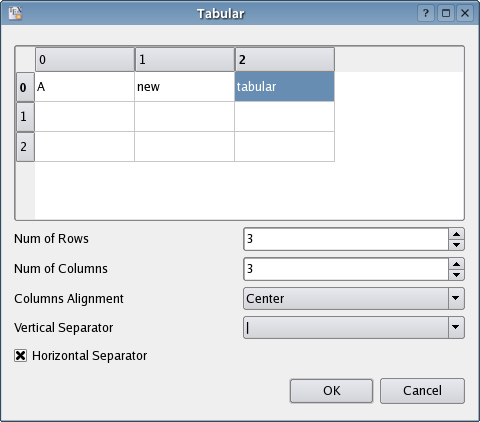 Tabular
0 1 2
0 A new tabular
1
2
Num of Rows 3
Num of Columns 3
Columns Alignment Center
Vertical Separator |
Horizontal Separator
OK Cancel